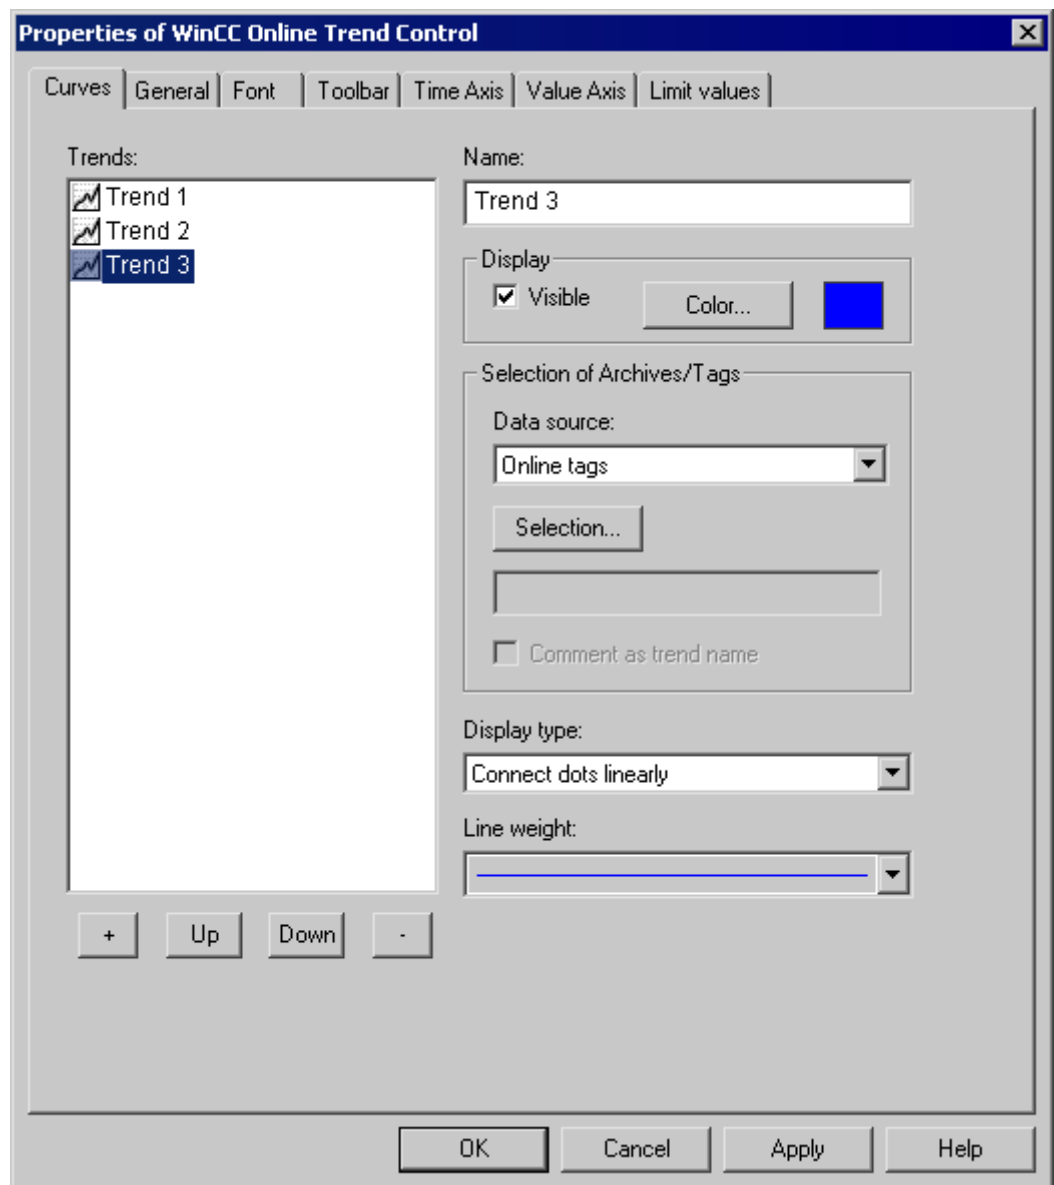 Properties of WinCC Online Trend Control
Curves General Font Toolbar Time Axis Value Axis Limit values
Trends:
Trend 1
Trend 2
Trend 3
+ Up Down -
Name:
Trend 3
Display
Visible Color...
Selection of Archives/Tags
Data source:
Online tags
Selection...
Comment as trend name
Display type:
Connect dots linearly
Line weight:
OK Cancel Apply Help